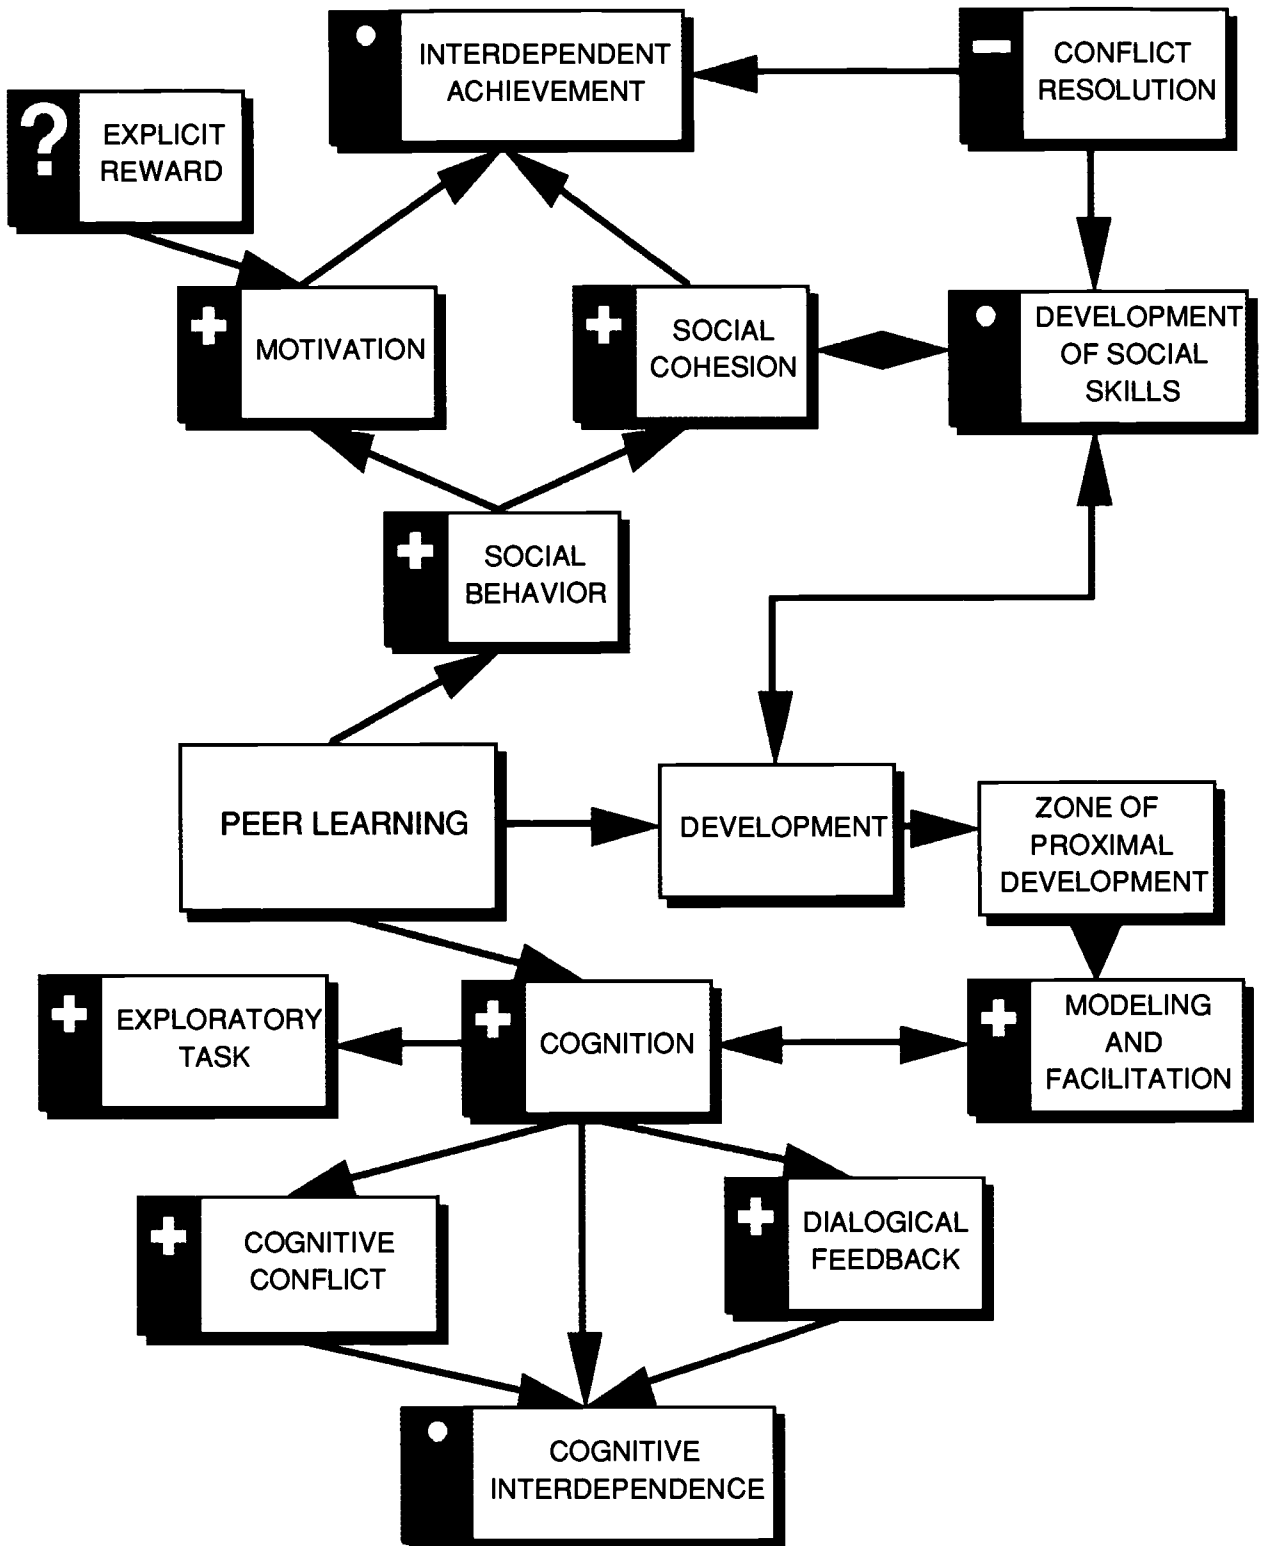 INTERDEPENDENT
ACHIEVEMENT
CONFLICT
RESOLUTION
?
EXPLICIT
REWARD
MOTIVATION
SOCIAL
COHESION
DEVELOPMENT
OF SOCIAL
SKILLS
SOCIAL
BEHAVIOR
PEER LEARNING
DEVELOPMENT
ZONE OF
PROXIMAL
DEVELOPMENT
EXPLORATORY
TASK
COGNITION
MODELING
AND
FACILITATION
COGNITIVE
CONFLICT
DIALOGICAL
FEEDBACK
COGNITIVE
INTERDEPENDENCE